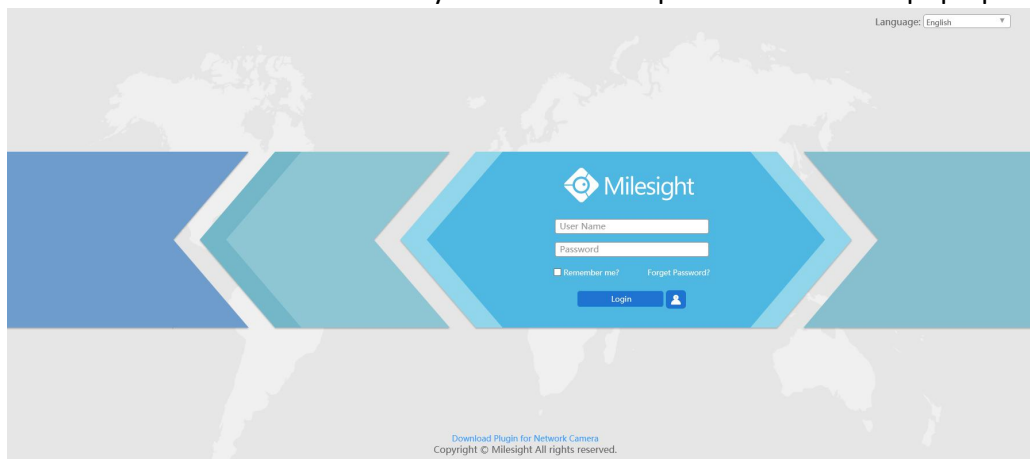 Language: English
Milesight
User Name
Password
Remember me? Forget Password?
Login
Download Plugin for Network Camera
Copyright © Milesight All rights reserved.